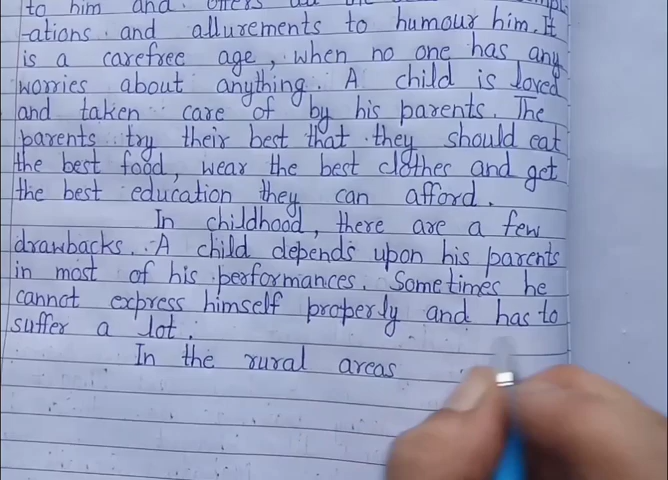 to him and offers all the
-ations and allurements to humour him. It
is a carefree age, when no one has any
worries about anything. A child is loved
and taken care of by his parents. The
parents try their best that they should eat
the best food, wear the best clothes and get
the best education they can afford.
In childhood, there are a few
drawbacks. A child depends upon his parents
in most of his performances. Sometimes he
cannot express himself properly and has to
suffer a lot.
In the rural areas